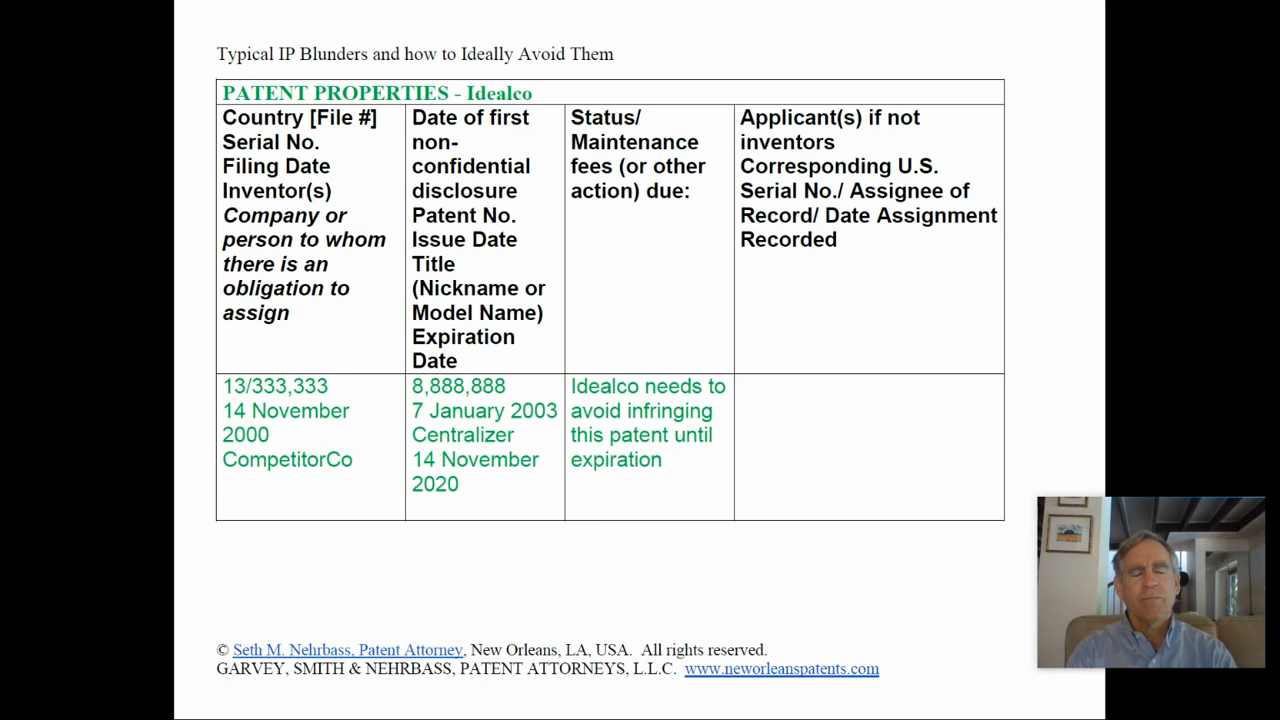 Typical IP Blunders and how to Ideally Avoid Them
PATENT PROPERTIES - Idealco
Country [File #]
Serial No.
Filing Date
Inventor(s)
Company or
person to whom
there is an
obligation to
assign
Date of first
non-
confidential
disclosure
Patent No.
Issue Date
Title
(Nickname or
Model Name)
Expiration
Date
Status/
Maintenance
fees (or other
action) due:
Applicant(s) if not
inventors
Corresponding U.S.
Serial No./ Assignee of
Record/ Date Assignment
Recorded
13/333,333
14 November
2000
CompetitorCo
8,888,888
7 January 2003
Centralizer
14 November
2020
Idealco needs to
avoid infringing
this patent until
expiration
© Seth M. Nehrbass, Patent Attorney, New Orleans, LA, USA. All rights reserved.
GARVEY, SMITH & NEHRBASS, PATENT ATTORNEYS, L.L.C. www.neworleanspatents.com